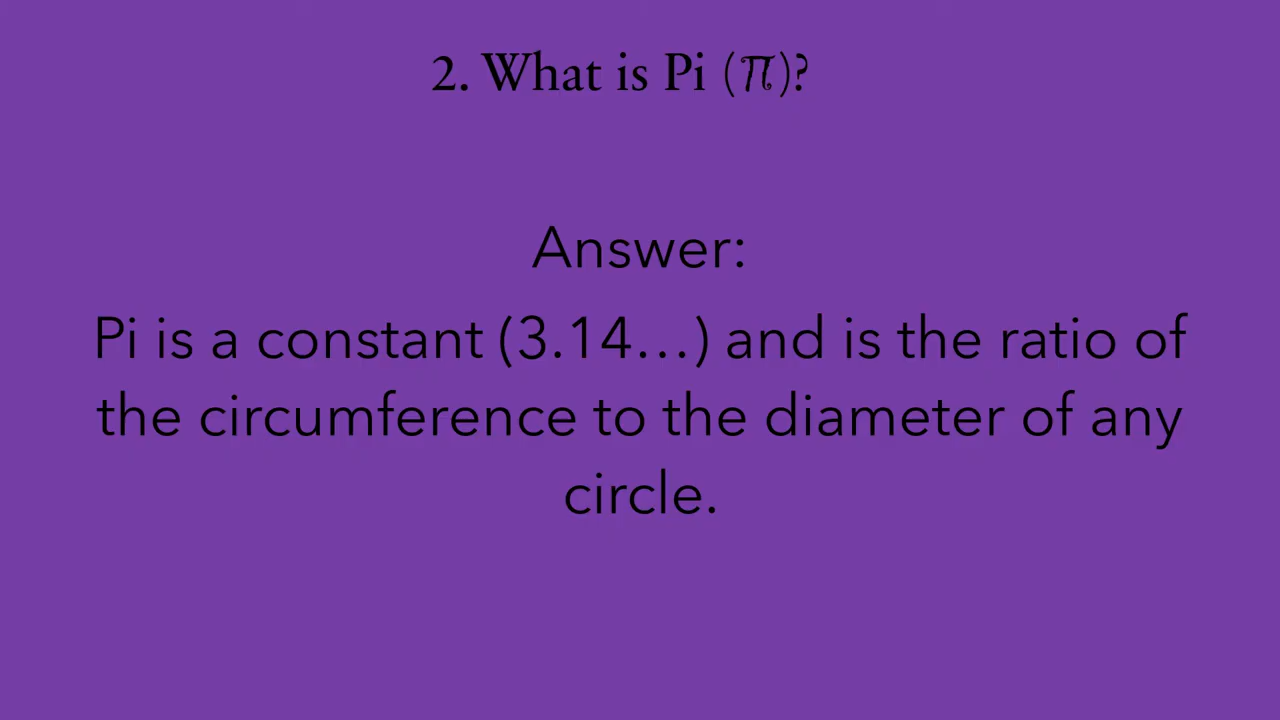 2. What is Pi (π)?
Answer:
Pi is a constant (3.14…) and is the ratio of
the circumference to the diameter of any
circle.